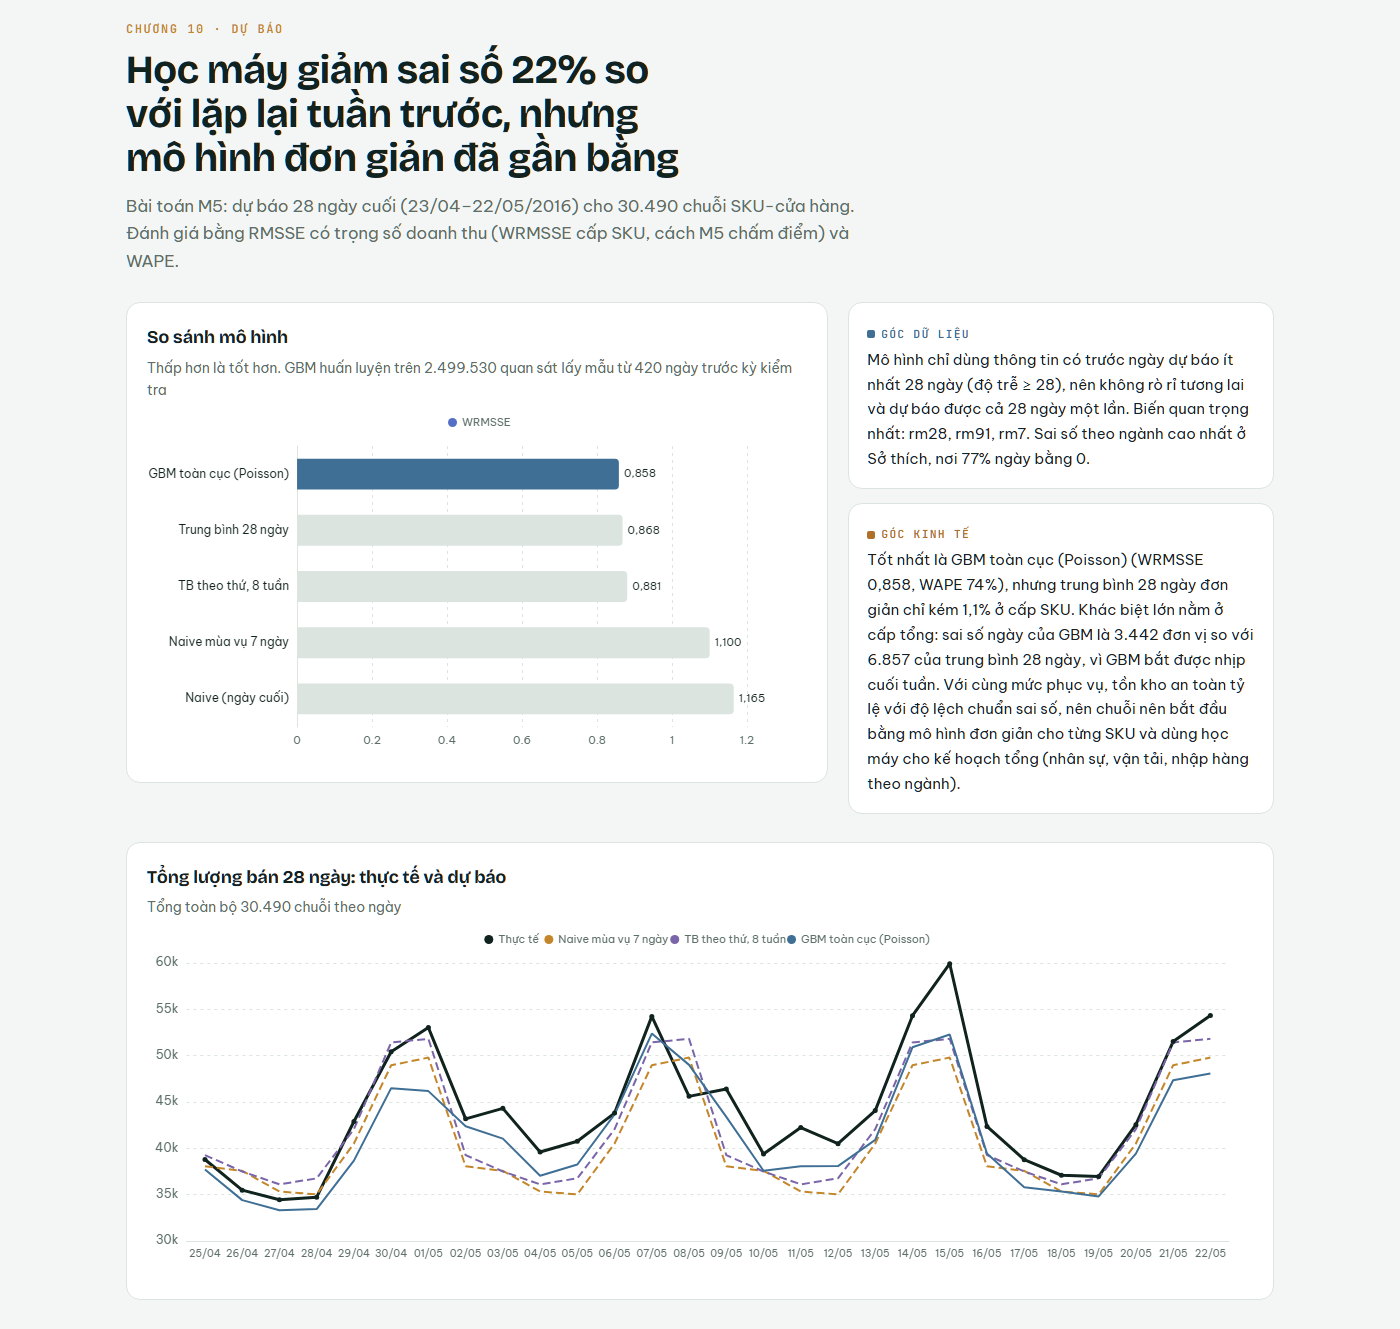 CHƯƠNG 10 · DỰ BÁO
Học máy giảm sai số 22% so
với lặp lại tuần trước, nhưng
mô hình đơn giản đã gần bằng
Bài toán M5: dự báo 28 ngày cuối (23/04–22/05/2016) cho 30.490 chuỗi SKU-cửa hàng.
Đánh giá bằng RMSSE có trọng số doanh thu (WRMSSE cấp SKU, cách M5 chấm điểm) và
WAPE.
So sánh mô hình
Thấp hơn là tốt hơn. GBM huấn luyện trên 2.499.530 quan sát lấy mẫu từ 420 ngày trước kỳ kiểm
tra
WRMSSE
GBM toàn cục (Poisson) 0,858
Trung bình 28 ngày 0,868
TB theo thứ, 8 tuần 0,881
Naive mùa vụ 7 ngày 1,100
Naive (ngày cuối) 1,165
0 0.2 0.4 0.6 0.8 1 1.2
GÓC DỮ LIỆU
Mô hình chỉ dùng thông tin có trước ngày dự báo ít
nhất 28 ngày (độ trễ ≥ 28), nên không rò rỉ tương lai
và dự báo được cả 28 ngày một lần. Biến quan trọng
nhất: rm28, rm91, rm7. Sai số theo ngành cao nhất ở
Sở thích, nơi 77% ngày bằng 0.
GÓC KINH TẾ
Tốt nhất là GBM toàn cục (Poisson) (WRMSSE
0,858, WAPE 74%), nhưng trung bình 28 ngày đơn
giản chỉ kém 1,1% ở cấp SKU. Khác biệt lớn nằm ở
cấp tổng: sai số ngày của GBM là 3.442 đơn vị so với
6.857 của trung bình 28 ngày, vì GBM bắt được nhịp
cuối tuần. Với cùng mức phục vụ, tồn kho an toàn tỷ
lệ với độ lệch chuẩn sai số, nên chuỗi nên bắt đầu
bằng mô hình đơn giản cho từng SKU và dùng học
máy cho kế hoạch tổng (nhân sự, vận tải, nhập hàng
theo ngành).
Tổng lượng bán 28 ngày: thực tế và dự báo
Tổng toàn bộ 30.490 chuỗi theo ngày
Thực tế Naive mùa vụ 7 ngày TB theo thứ, 8 tuần GBM toàn cục (Poisson)
60k
55k
50k
45k
40k
35k
30k
25/04 26/04 27/04 28/04 29/04 30/04 01/05 02/05 03/05 04/05 05/05 06/05 07/05 08/05 09/05 10/05 11/05 12/05 13/05 14/05 15/05 16/05 17/05 18/05 19/05 20/05 21/05 22/05